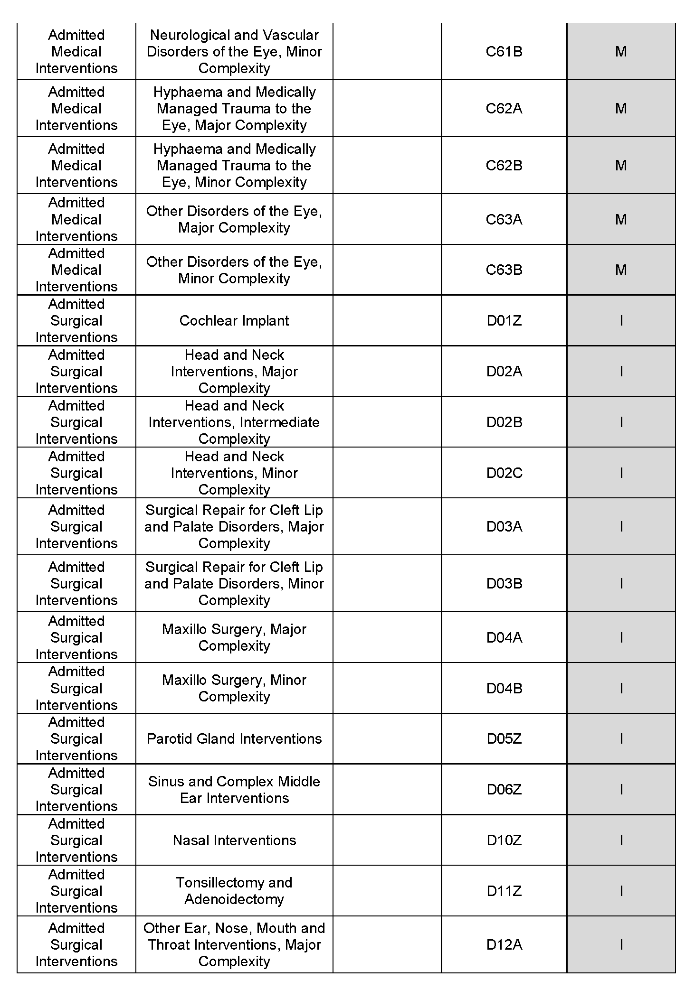 Admitted
Medical
Interventions
Neurological and Vascular
Disorders of the Eye, Minor
Complexity
C61B
M
Admitted
Medical
Interventions
Hyphaema and Medically
Managed Trauma to the
Eye, Major Complexity
C62A
M
Admitted
Medical
Interventions
Hyphaema and Medically
Managed Trauma to the
Eye, Minor Complexity
C62B
M
Admitted
Medical
Interventions
Other Disorders of the Eye,
Major Complexity
C63A
M
Admitted
Medical
Interventions
Other Disorders of the Eye,
Minor Complexity
C63B
M
Admitted
Surgical
Interventions
Cochlear Implant
D01Z
I
Admitted
Surgical
Interventions
Head and Neck
Interventions, Major
Complexity
D02A
I
Admitted
Surgical
Interventions
Head and Neck
Interventions, Intermediate
Complexity
D02B
I
Admitted
Surgical
Interventions
Head and Neck
Interventions, Minor
Complexity
D02C
I
Admitted
Surgical
Interventions
Surgical Repair for Cleft Lip
and Palate Disorders, Major
Complexity
D03A
I
Admitted
Surgical
Interventions
Surgical Repair for Cleft Lip
and Palate Disorders, Minor
Complexity
D03B
I
Admitted
Surgical
Interventions
Maxillo Surgery, Major
Complexity
D04A
I
Admitted
Surgical
Interventions
Maxillo Surgery, Minor
Complexity
D04B
I
Admitted
Surgical
Interventions
Parotid Gland Interventions
D05Z
I
Admitted
Surgical
Interventions
Sinus and Complex Middle
Ear Interventions
D06Z
I
Admitted
Surgical
Interventions
Nasal Interventions
D10Z
I
Admitted
Surgical
Interventions
Tonsillectomy and
Adenoidectomy
D11Z
I
Admitted
Surgical
Interventions
Other Ear, Nose, Mouth and
Throat Interventions, Major
Complexity
D12A
I